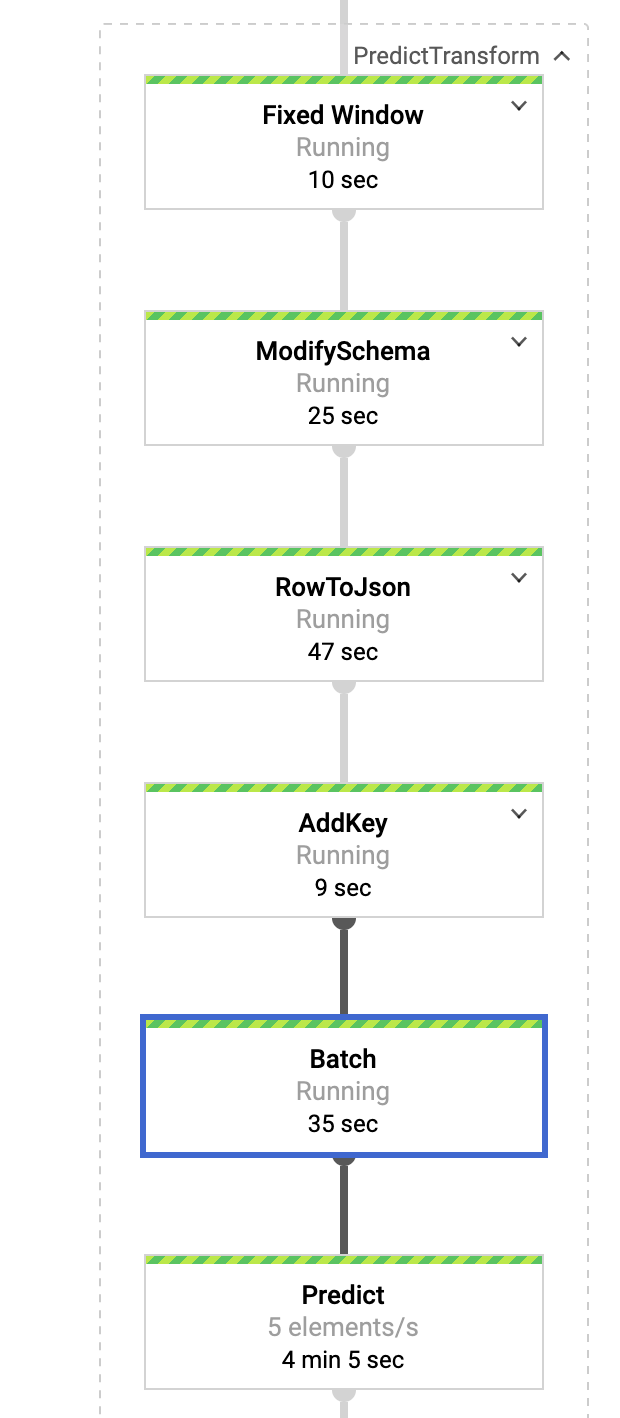 PredictTransform
Fixed Window
Running
10 sec
ModifySchema
Running
25 sec
RowToJson
Running
47 sec
AddKey
Running
9 sec
Batch
Running
35 sec
Predict
5 elements/s
4 min 5 sec